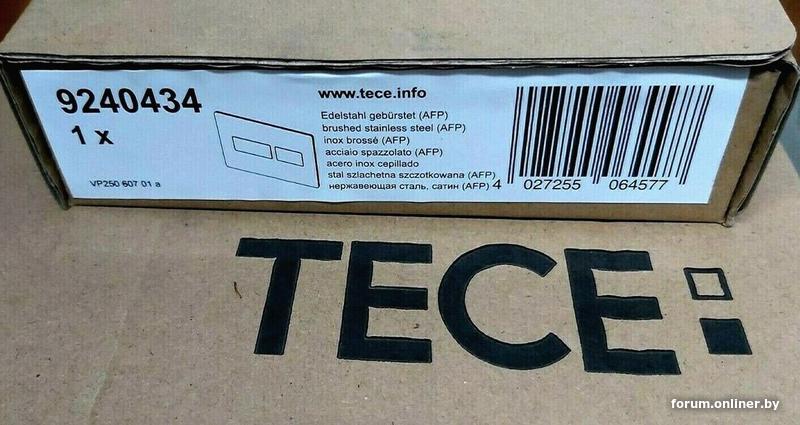 9240434
1 x
VP250 607 01 a
www.tece.info
Edelstahl gebürstet (AFP)
brushed stainless steel (AFP)
inox brossé (AFP)
acciaio spazzolato (AFP)
acero inox cepillado
stal szlachetna szczotkowana (AFP)
нержавеющая сталь, сатин (AFP)
4 027255 064577
TECE
forum.onliner.by